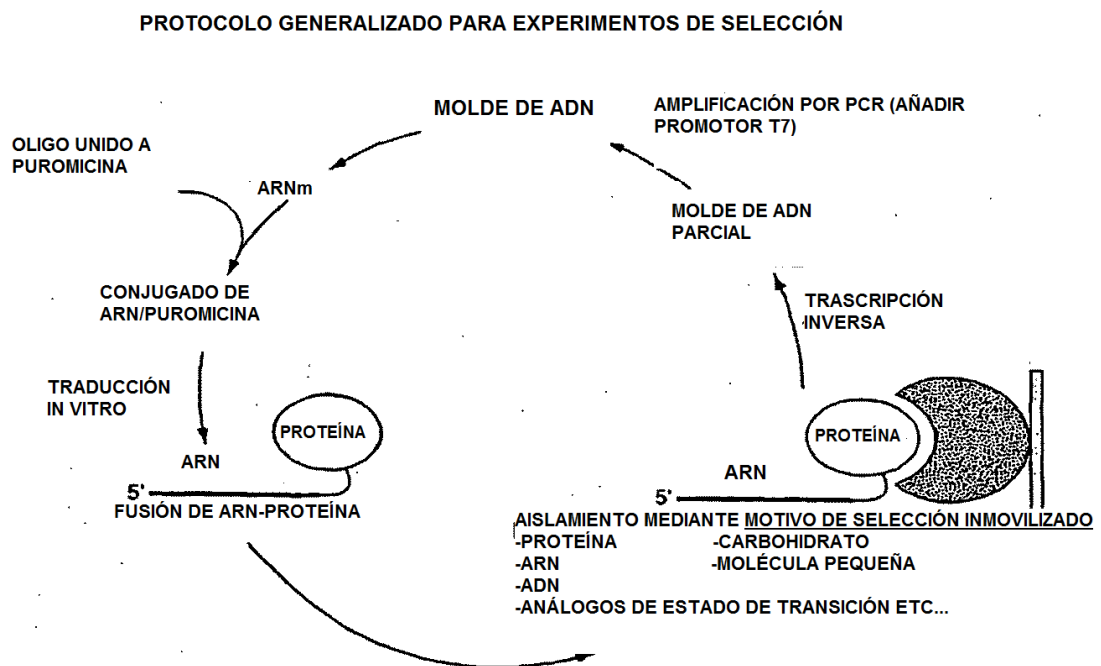 PROTOCOLO GENERALIZADO PARA EXPERIMENTOS DE SELECCIÓN
MOLDE DE ADN
AMPLIFICACIÓN POR PCR (AÑADIR
PROMOTOR T7)
OLIGO UNIDO A
PUROMICINA
ARNm
MOLDE DE ADN
PARCIAL
CONJUGADO DE
ARN/PUROMICINA
TRASCRIPCIÓN
INVERSA
TRADUCCIÓN
IN VITRO
PROTEÍNA
ARN
5'
FUSIÓN DE ARN-PROTEÍNA
PROTEÍNA
ARN
5'
AISLAMIENTO MEDIANTE MOTIVO DE SELECCIÓN INMOVILIZADO
-PROTEÍNA -CARBOHIDRATO
-ARN -MOLÉCULA PEQUEÑA
-ADN
-ANÁLOGOS DE ESTADO DE TRANSICIÓN ETC...